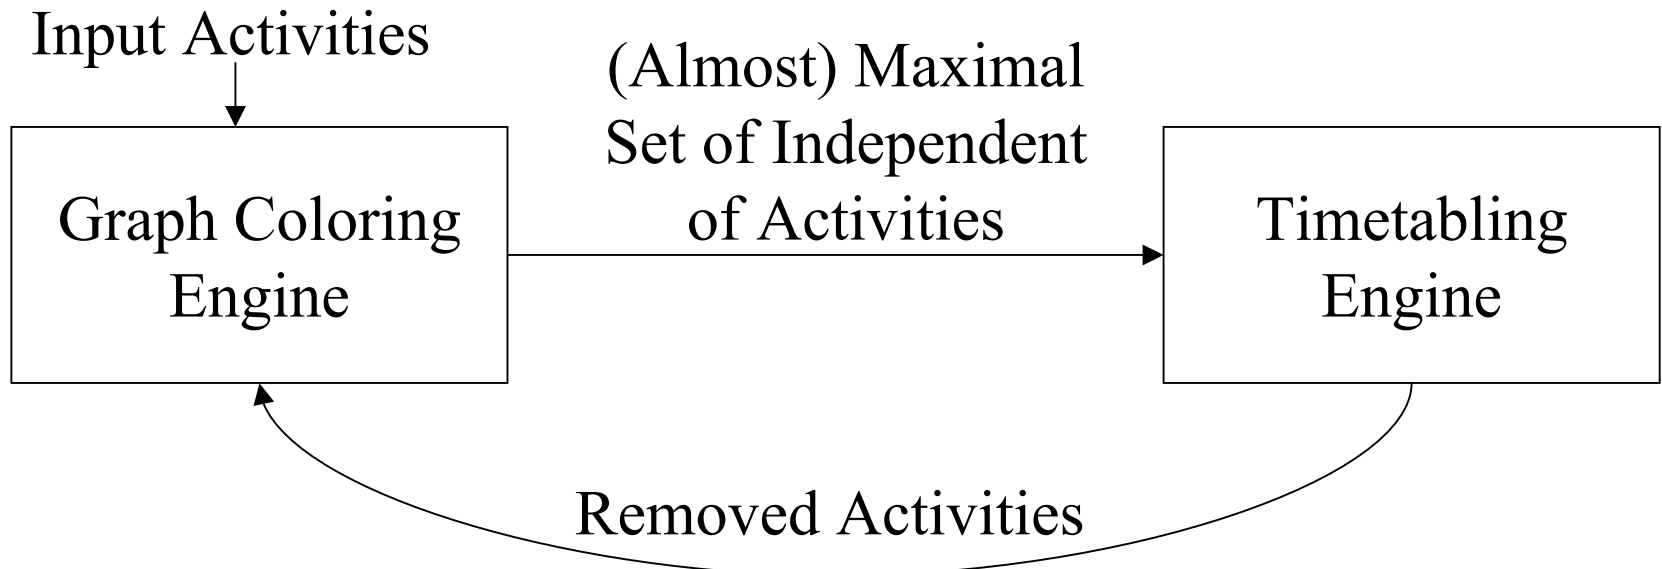 Input Activities
(Almost) Maximal
Set of Independent
of Activities
Graph Coloring
Engine
Timetabling
Engine
Removed Activities